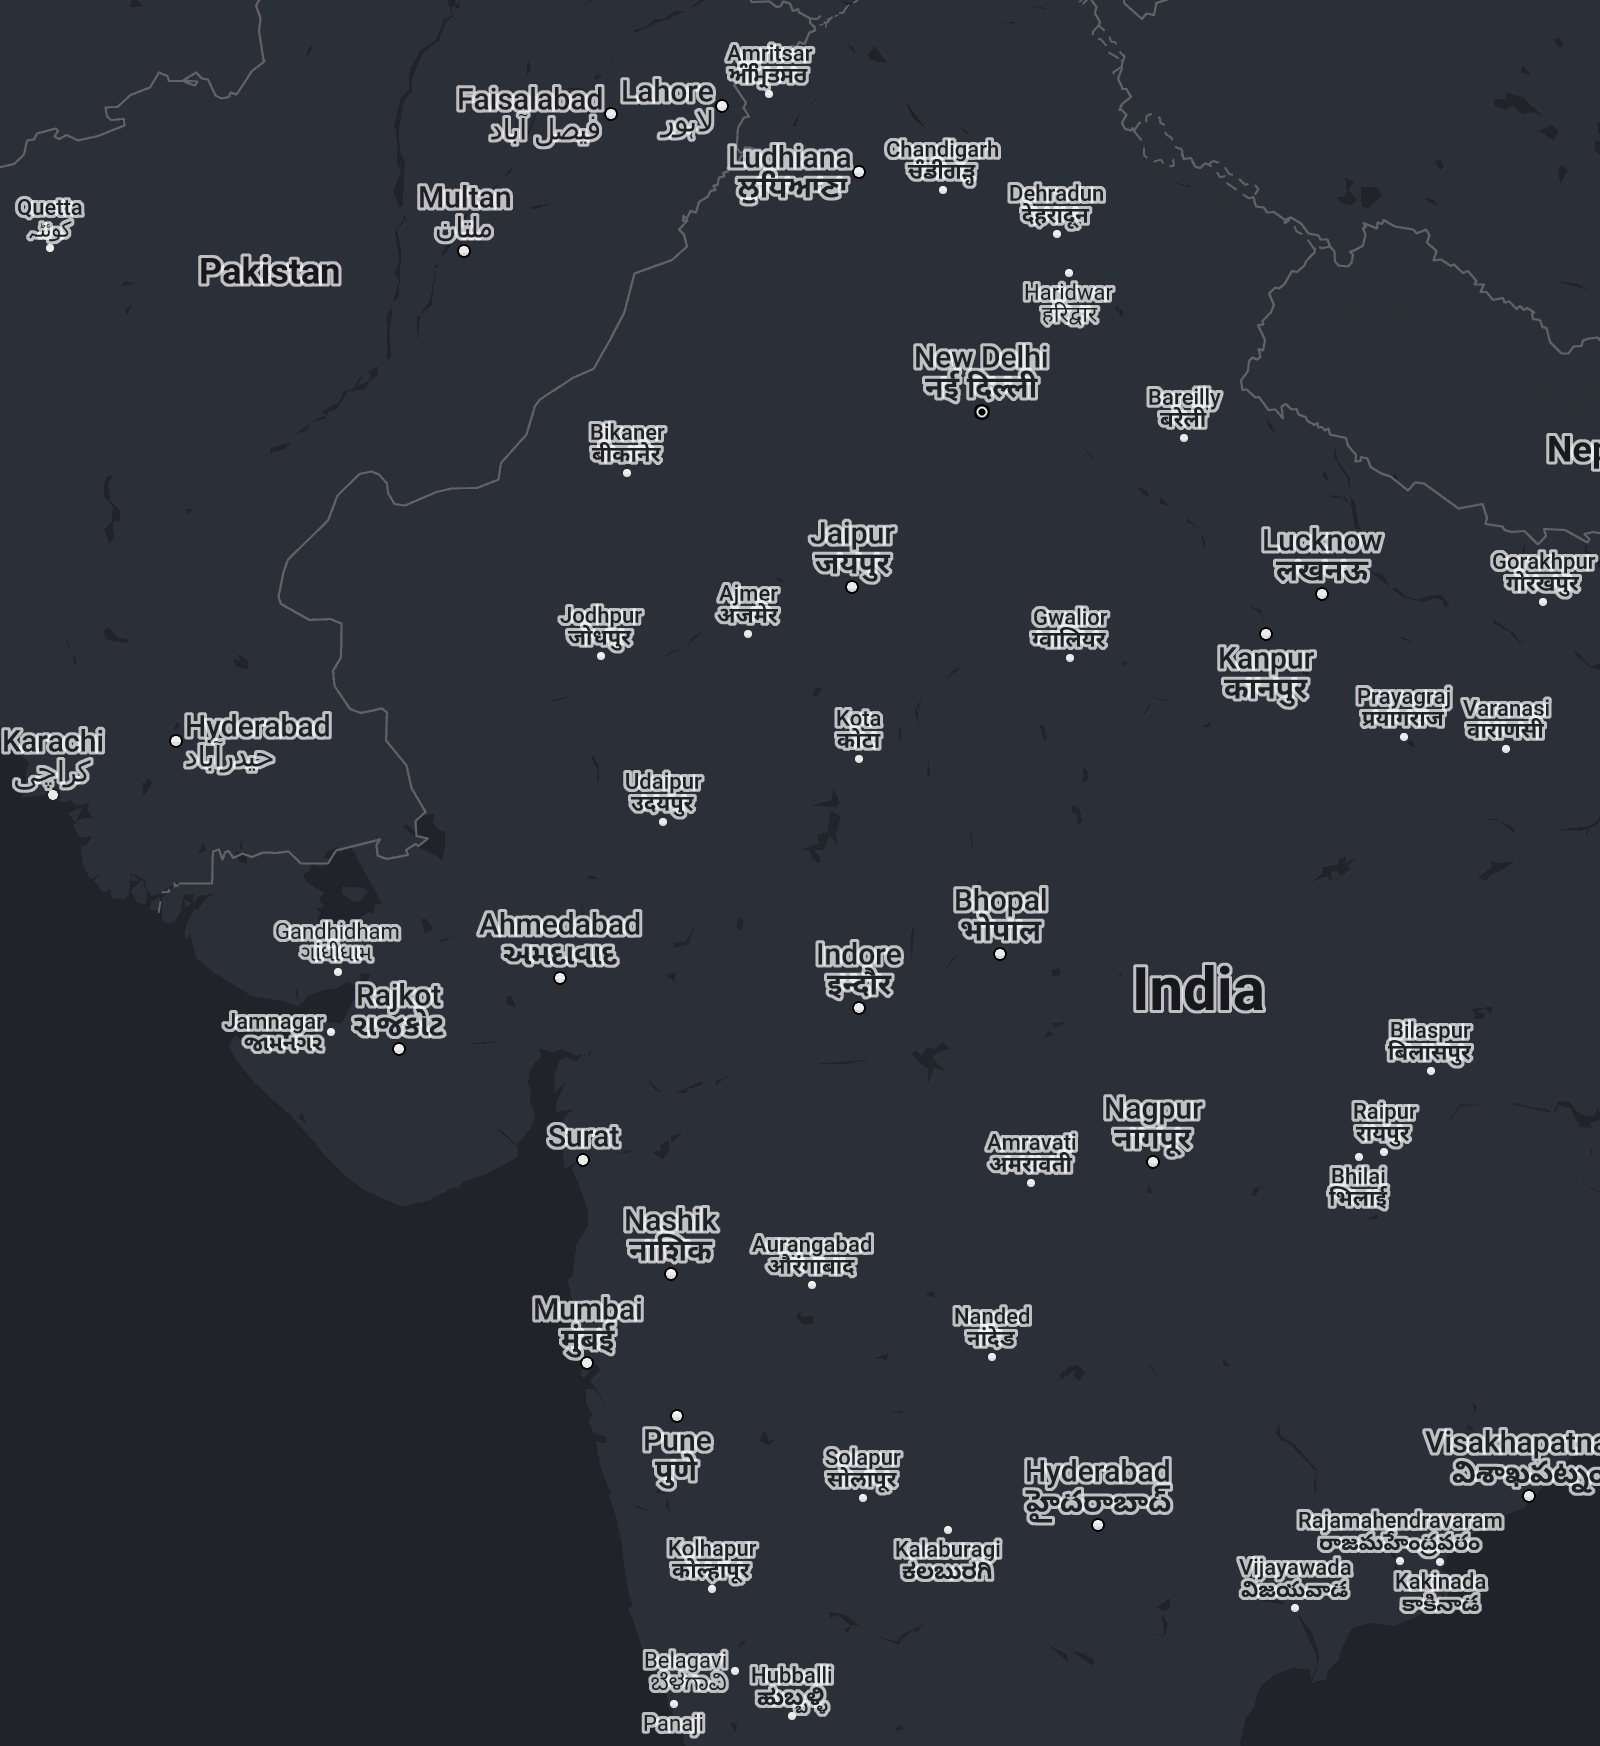 Amritsar
ਅੰਮ੍ਰਿਤਸਰ
Faisalabad
فیصل آباد
Lahore
لاہور
Ludhiana
ਲੁਧਿਆਣਾ
Chandigarh
ਚੰਡੀਗੜ੍ਹ
Dehradun
देहरादून
Quetta
کوئٹہ
Multan
ملتان
Pakistan
Haridwar
हरिद्वार
New Delhi
नई दिल्ली
Bareilly
बरेली
Bikaner
बीकानेर
Nep
Jaipur
जयपुर
Lucknow
लखनऊ
Gorakhpur
गोरखपुर
Ajmer
अजमेर
Jodhpur
जोधपुर
Gwalior
ग्वालियर
Kanpur
कानपुर
Prayagraj
प्रयागराज
Varanasi
वाराणसी
Kota
कोटा
Hyderabad
حیدرآباد
Karachi
کراچی
Udaipur
उदयपुर
Bhopal
भोपाल
Gandhidham
ગાંધીધામ
Ahmedabad
અમદાવાદ
Indore
इन्दौर
India
Rajkot
રાજકોટ
Jamnagar
જામનગર
Bilaspur
बिलासपुर
Nagpur
नागपूर
Raipur
रायपुर
Surat
Amravati
अमरावती
Bhilai
भिलाई
Nashik
नाशिक
Aurangabad
औरंगाबाद
Mumbai
मुंबई
Nanded
नांदेड
Pune
पुणे
Solapur
सोलापूर
Hyderabad
హైదరాబాద్
Visakhapatna
విశాఖపట్నం
Rajamahendravaram
రాజమహేంద్రవరం
Kolhapur
कोल्हापूर
Kalaburagi
ಕಲಬುರಗಿ
Vijayawada
విజయవాడ
Kakinada
కాకినాడ
Belagavi
ಬೆಳಗಾವಿ
Hubballi
ಹುಬ್ಬಳ್ಳಿ
Panaji